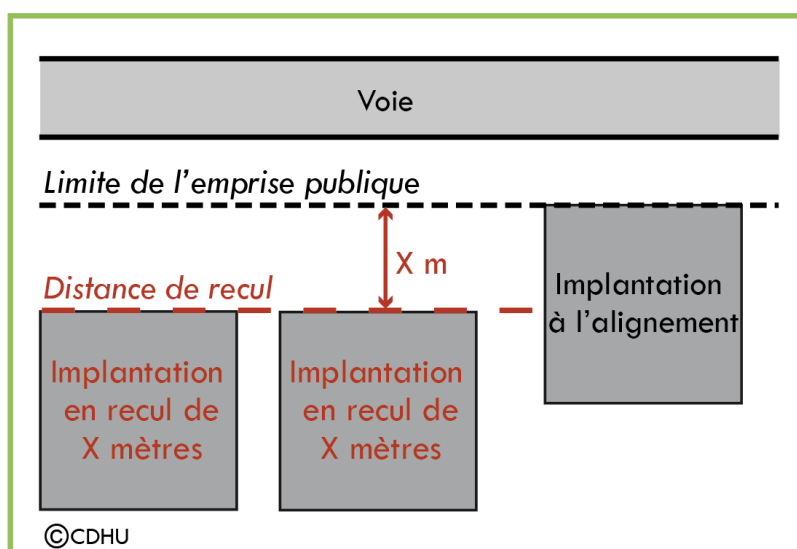 Voie
Limite de l'emprise publique
X m
Distance de recul
Implantation
à l'alignement
Implantation
en recul de
X mètres
Implantation
en recul de
X mètres
©CDHU